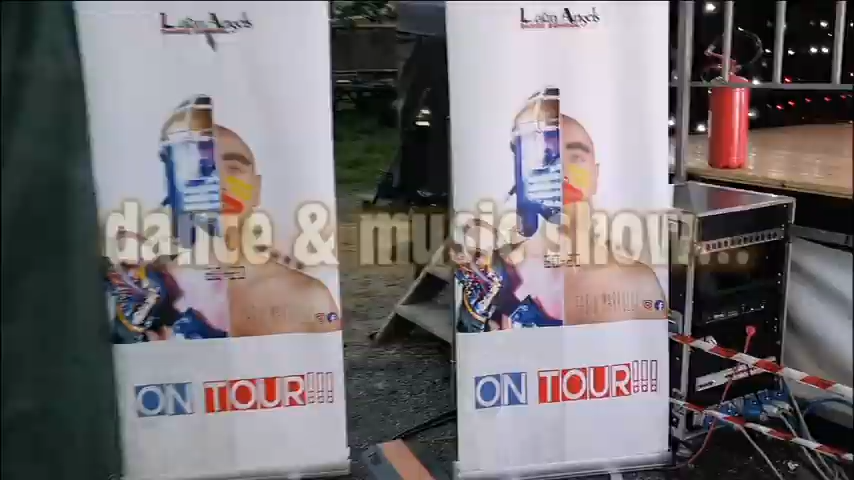 Latin Angels
Latin Angels
dance & music show...
ON TOUR!!!
ON TOUR!!!